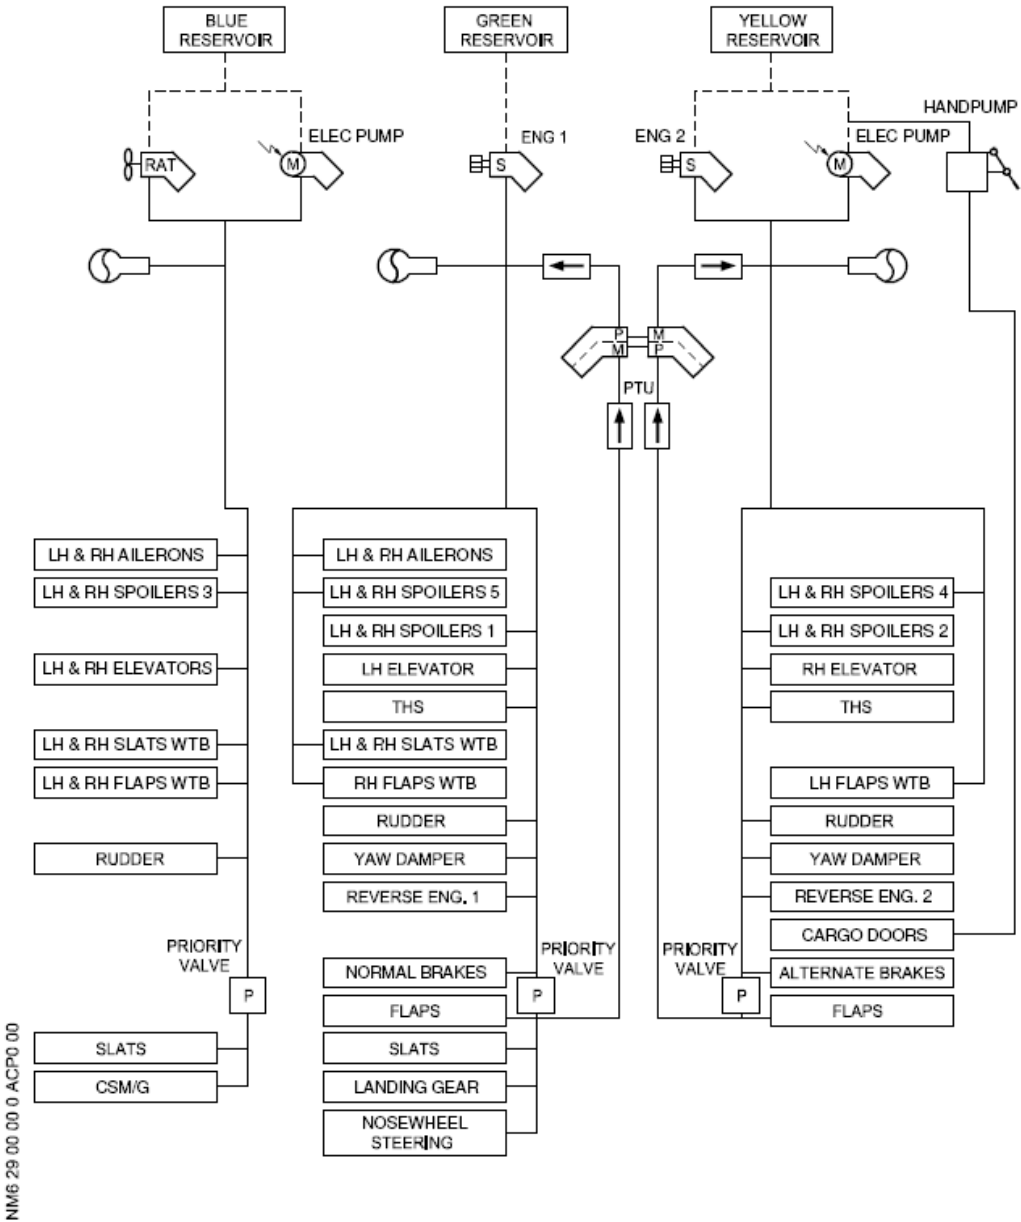 BLUE
RESERVOIR
GREEN
RESERVOIR
YELLOW
RESERVOIR
HANDPUMP
ELEC PUMP
ENG 1
ENG 2
ELEC PUMP
RAT
M
S
S
M
P
M
M
P
PTU
LH & RH AILERONS
LH & RH SPOILERS 3
LH & RH ELEVATORS
LH & RH SLATS WTB
LH & RH FLAPS WTB
RUDDER
PRIORITY
VALVE
P
SLATS
CSM/G
LH & RH AILERONS
LH & RH SPOILERS 5
LH & RH SPOILERS 1
LH ELEVATOR
THS
LH & RH SLATS WTB
RH FLAPS WTB
RUDDER
YAW DAMPER
REVERSE ENG. 1
NORMAL BRAKES
PRIORITY
VALVE
P
FLAPS
SLATS
LANDING GEAR
NOSEWHEEL
STEERING
LH & RH SPOILERS 4
LH & RH SPOILERS 2
RH ELEVATOR
THS
LH FLAPS WTB
RUDDER
YAW DAMPER
REVERSE ENG. 2
CARGO DOORS
PRIORITY
VALVE
P
ALTERNATE BRAKES
FLAPS
NM6 29 00 00 0 ACP0 00